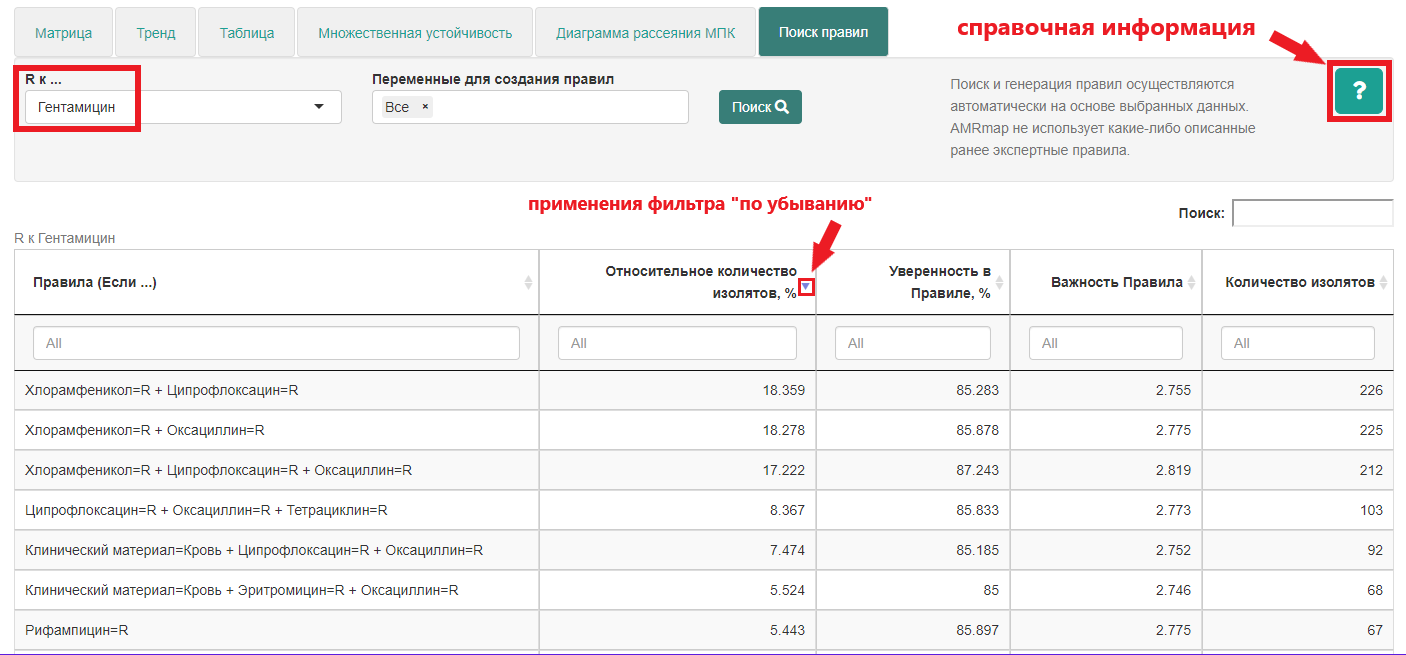 Матрица
Тренд
Таблица
Множественная устойчивость
Диаграмма рассеяния МПК
Поиск правил
справочная информация
R к ...
Гентамицин
Переменные для создания правил
Все ×
Поиск
Поиск и генерация правил осуществляются
автоматически на основе выбранных данных.
AMRmap не использует какие-либо описанные
ранее экспертные правила.
?
применения фильтра "по убыванию"
Поиск:
R к Гентамицин
Правила (Если ...)
Относительное количество
изолятов, %
Уверенность в
Правиле, %
Важность Правила
Количество изолятов
All
All
All
All
All
Хлорамфеникол=R + Ципрофлоксацин=R 18.359 85.283 2.755 226
Хлорамфеникол=R + Оксациллин=R 18.278 85.878 2.775 225
Хлорамфеникол=R + Ципрофлоксацин=R + Оксациллин=R 17.222 87.243 2.819 212
Ципрофлоксацин=R + Оксациллин=R + Тетрациклин=R 8.367 85.833 2.773 103
Клинический материал=Кровь + Ципрофлоксацин=R + Оксациллин=R 7.474 85.185 2.752 92
Клинический материал=Кровь + Эритромицин=R + Оксациллин=R 5.524 85 2.746 68
Рифампицин=R 5.443 85.897 2.775 67